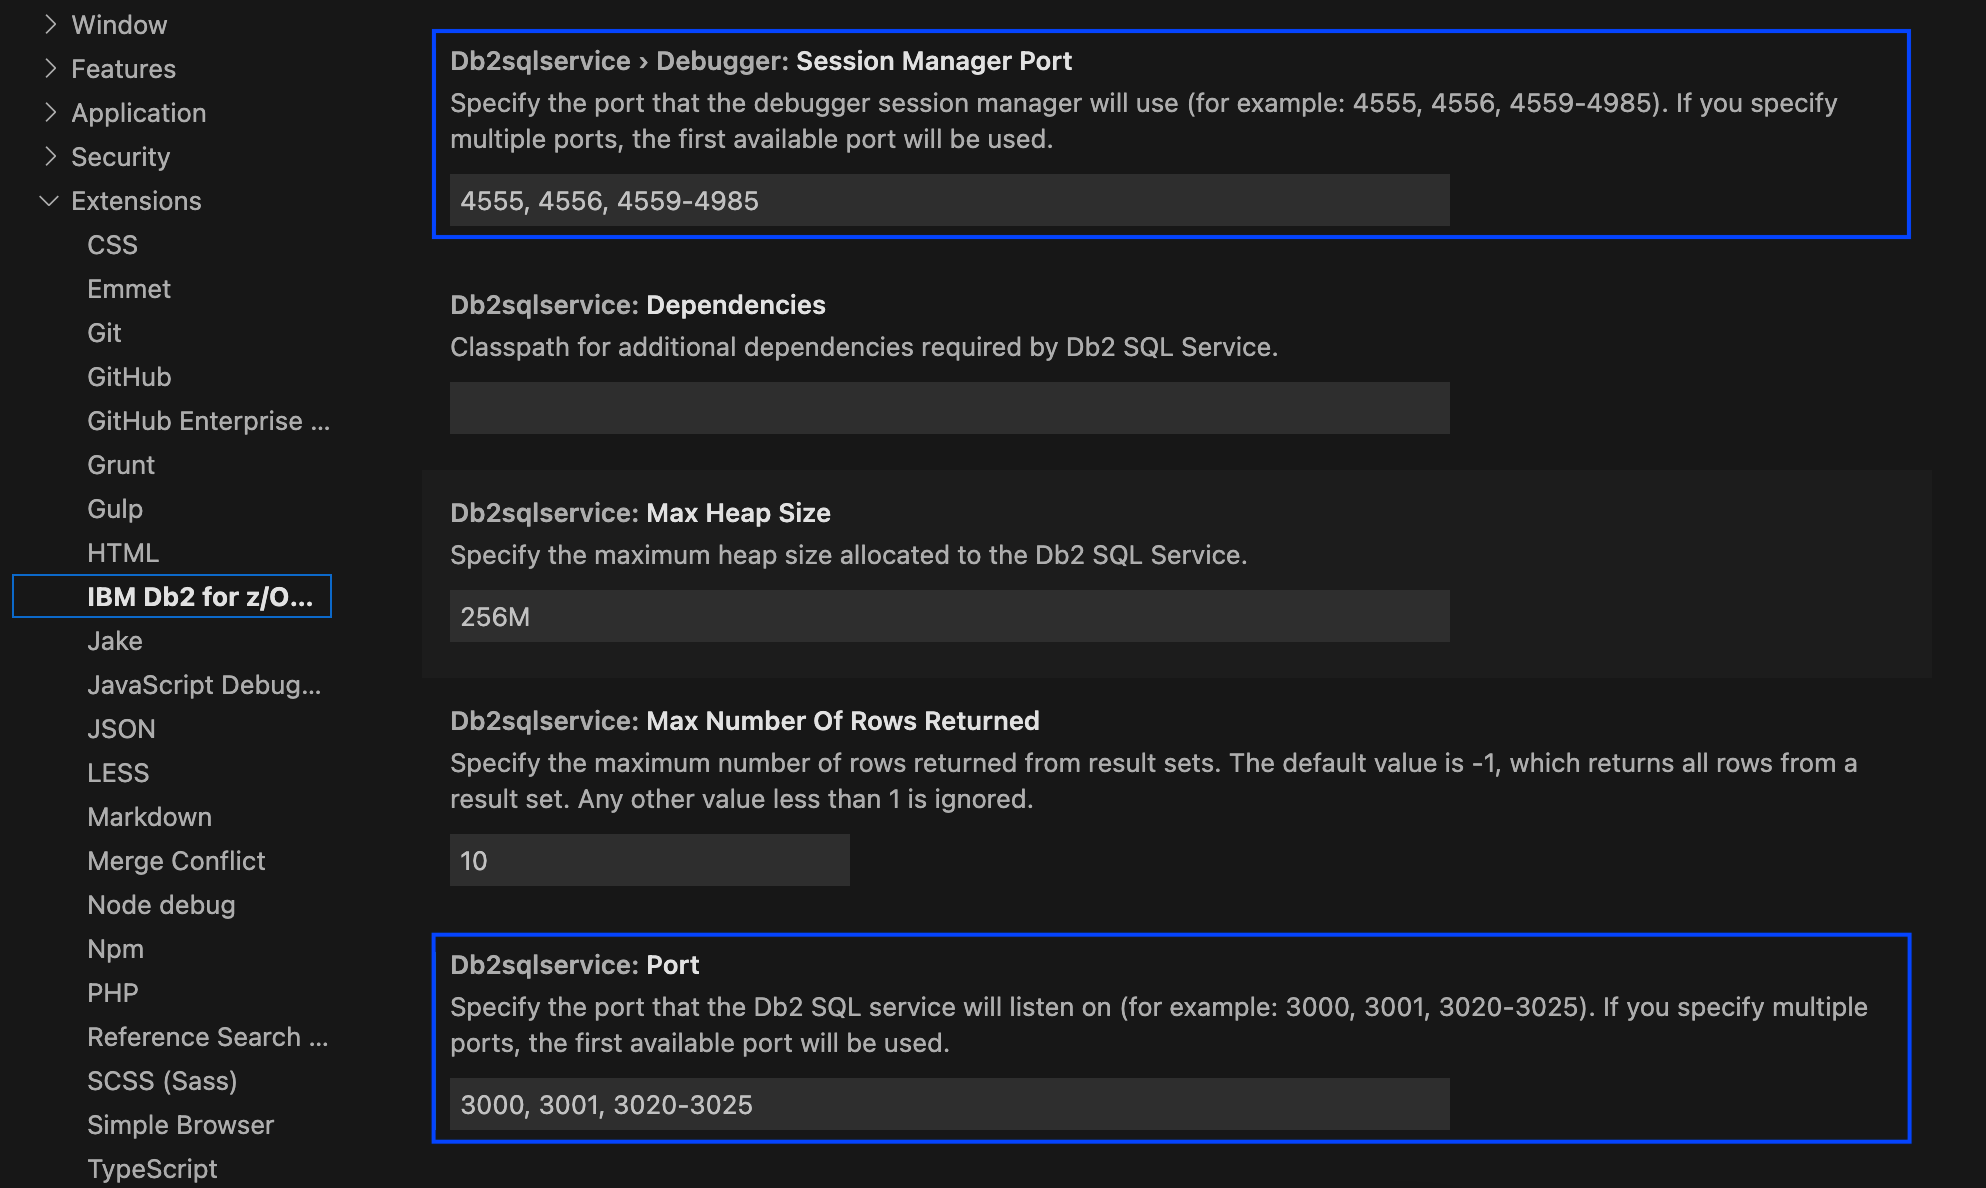 Window
Features
Application
Security
Extensions
CSS
Emmet
Git
GitHub
GitHub Enterprise ...
Grunt
Gulp
HTML
IBM Db2 for z/O...
Jake
JavaScript Debug...
JSON
LESS
Markdown
Merge Conflict
Node debug
Npm
PHP
Reference Search ...
SCSS (Sass)
Simple Browser
TypeScript
Db2sqlservice › Debugger: Session Manager Port
Specify the port that the debugger session manager will use (for example: 4555, 4556, 4559-4985). If you specify
multiple ports, the first available port will be used.
4555, 4556, 4559-4985
Db2sqlservice: Dependencies
Classpath for additional dependencies required by Db2 SQL Service.
Db2sqlservice: Max Heap Size
Specify the maximum heap size allocated to the Db2 SQL Service.
256M
Db2sqlservice: Max Number Of Rows Returned
Specify the maximum number of rows returned from result sets. The default value is -1, which returns all rows from a
result set. Any other value less than 1 is ignored.
10
Db2sqlservice: Port
Specify the port that the Db2 SQL service will listen on (for example: 3000, 3001, 3020-3025). If you specify multiple
ports, the first available port will be used.
3000, 3001, 3020-3025